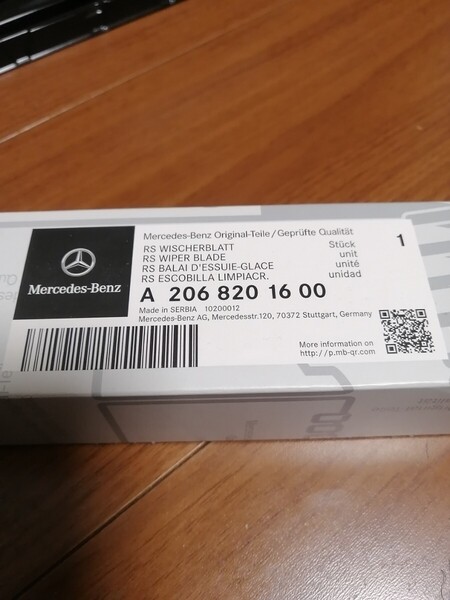 Mercedes-Benz Original-Teile/Geprüfte Qualität
RS WISCHERBLATT Stück 1
RS WIPER BLADE unit
RS BALAI D'ESSUIE-GLACE unité
RS ESCOBILLA LIMPIACR. unidad
Mercedes-Benz
A 206 820 16 00
Made in SERBIA 10200012
Mercedes-Benz AG, Mercedesstr.120, 70372 Stuttgart, Germany
More information on
http://p.mb-qr.com